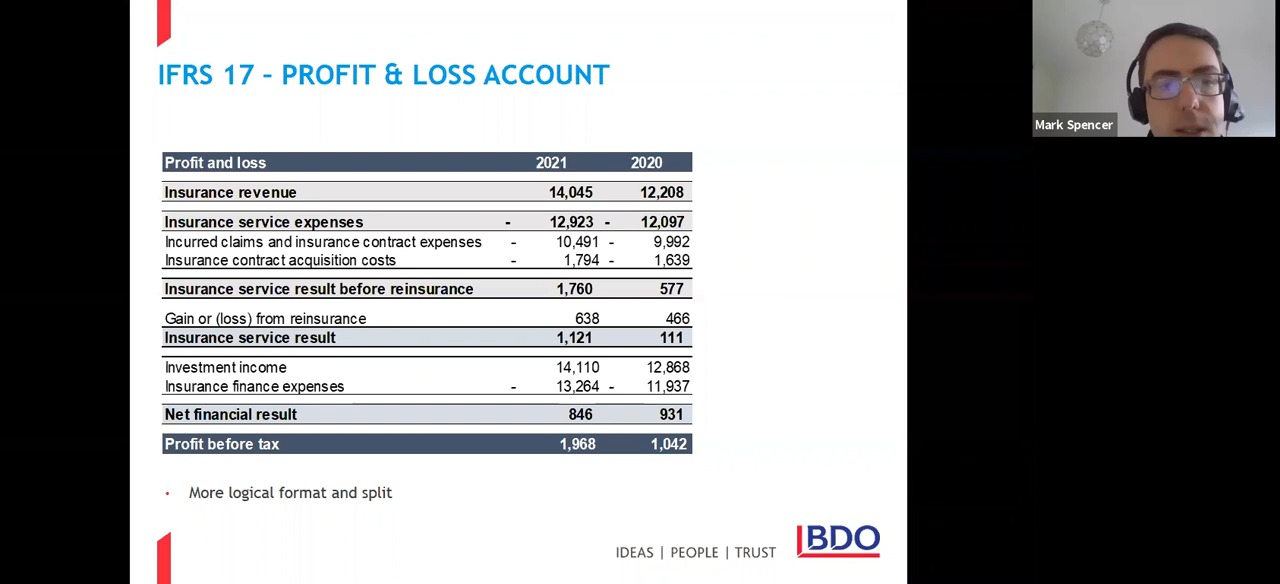 IFRS 17 – PROFIT & LOSS ACCOUNT
Mark Spencer
Profit and loss 2021 2020
Insurance revenue 14,045 12,208
Insurance service expenses - 12,923 - 12,097
Incurred claims and insurance contract expenses - 10,491 - 9,992
Insurance contract acquisition costs - 1,794 - 1,639
Insurance service result before reinsurance 1,760 577
Gain or (loss) from reinsurance 638 466
Insurance service result 1,121 111
Investment income 14,110 12,868
Insurance finance expenses - 13,264 - 11,937
Net financial result 846 931
Profit before tax 1,968 1,042
• More logical format and split
IDEAS | PEOPLE | TRUST
BDO